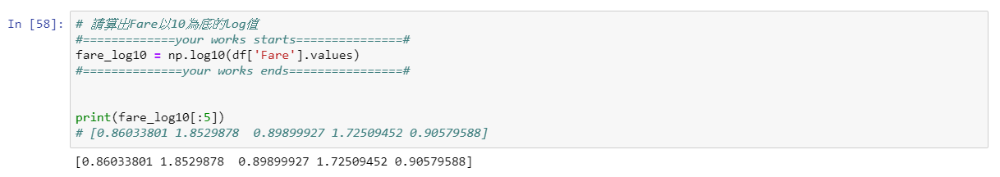 In [58]: # 請算出Fare以10為底的log值
#=============your works starts===============#
fare_log10 = np.log10(df['Fare'].values)
#==============your works ends================#
print(fare_log10[:5])
# [0.86033801 1.8529878  0.89899927 1.72509452 0.90579588]
[0.86033801 1.8529878  0.89899927 1.72509452 0.90579588]